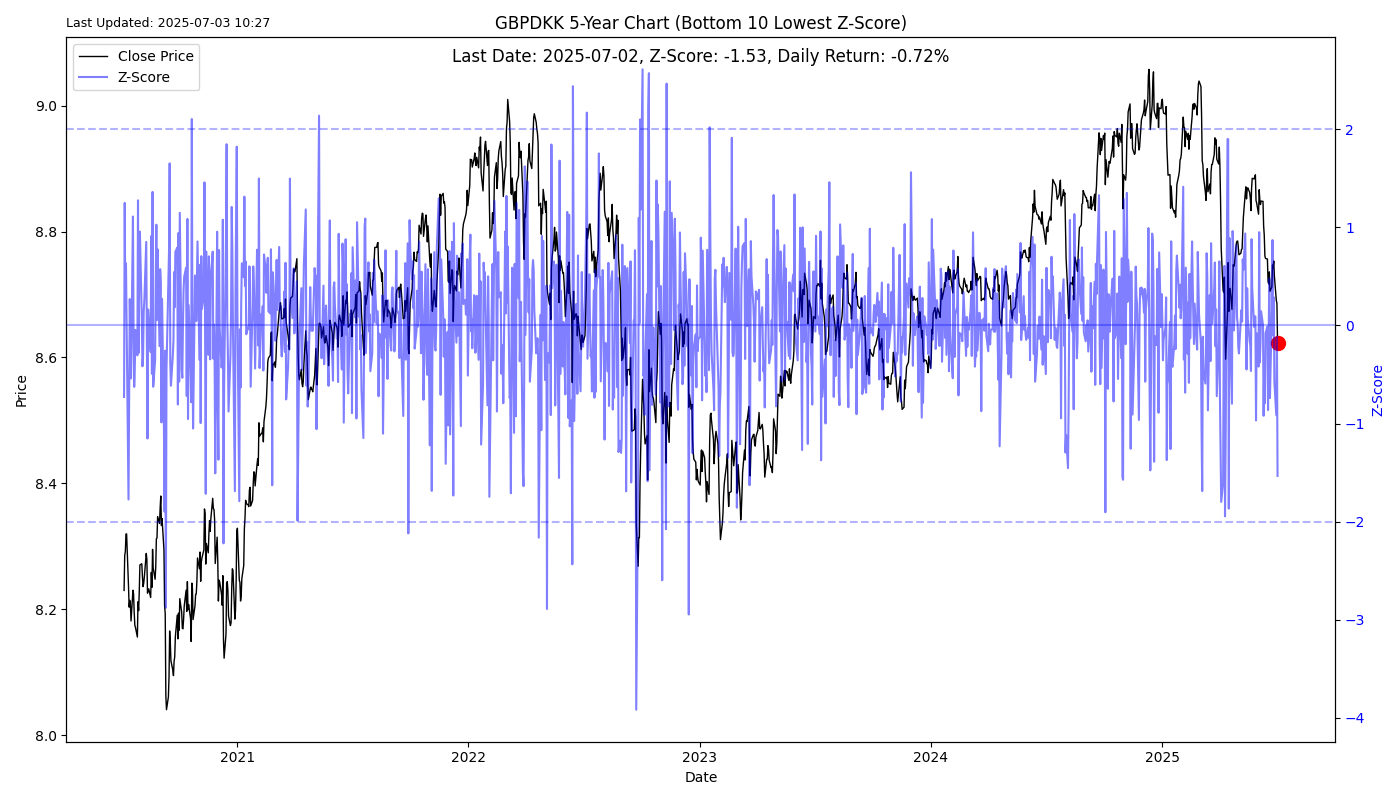 Last Updated: 2025-07-03 10:27
GBPDKK 5-Year Chart (Bottom 10 Lowest Z-Score)
Last Date: 2025-07-02, Z-Score: -1.53, Daily Return: -0.72%
Close Price
Z-Score
9.0
8.8
8.6
8.4
8.2
8.0
Price
2
1
0
−1
−2
−3
−4
Z-Score
2021
2022
2023
2024
2025
Date